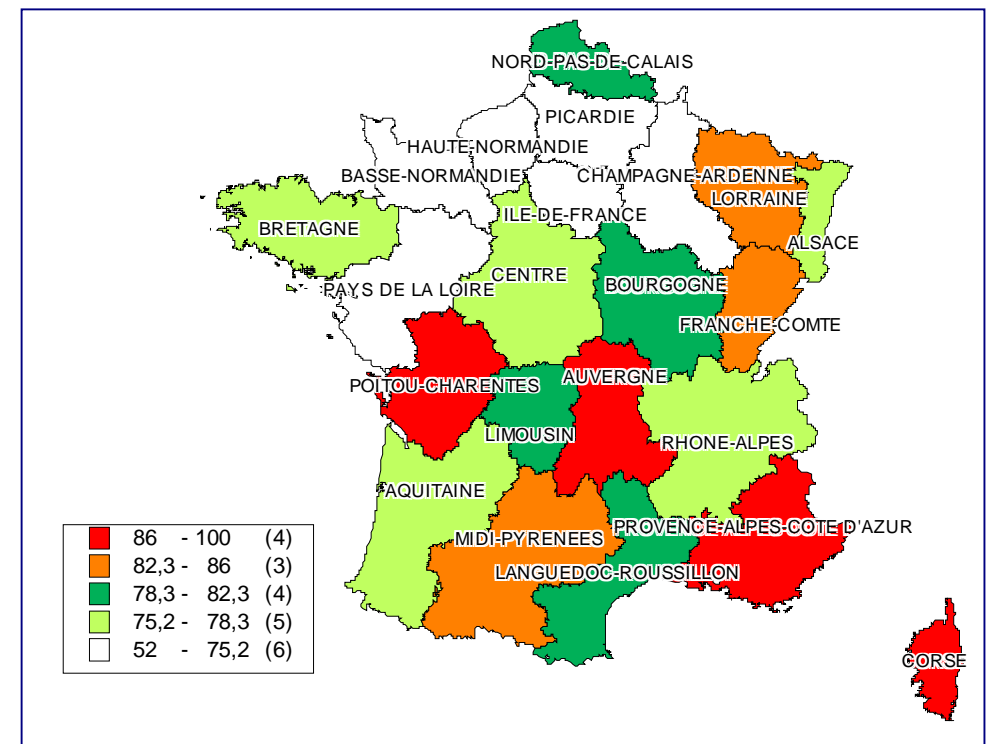 NORD-PAS-DE-CALAIS
PICARDIE
HAUTE-NORMANDIE
BASSE-NORMANDIE
CHAMPAGNE-ARDENNE
LORRAINE
ILE-DE-FRANCE
BRETAGNE
ALSACE
CENTRE
BOURGOGNE
PAYS DE LA LOIRE
FRANCHE-COMTE
POITOU-CHARENTES
AUVERGNE
LIMOUSIN
RHONE-ALPES
AQUITAINE
PROVENCE-ALPES-COTE D'AZUR
MIDI-PYRENEES
LANGUEDOC-ROUSSILLON
CORSE
86 - 100 (4)
82,3 - 86 (3)
78,3 - 82,3 (4)
75,2 - 78,3 (5)
52 - 75,2 (6)